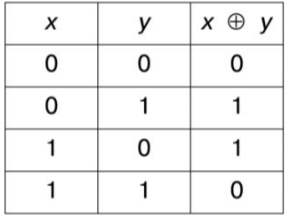 x y x ⊕ y
0 0 0
0 1 1
1 0 1
1 1 0